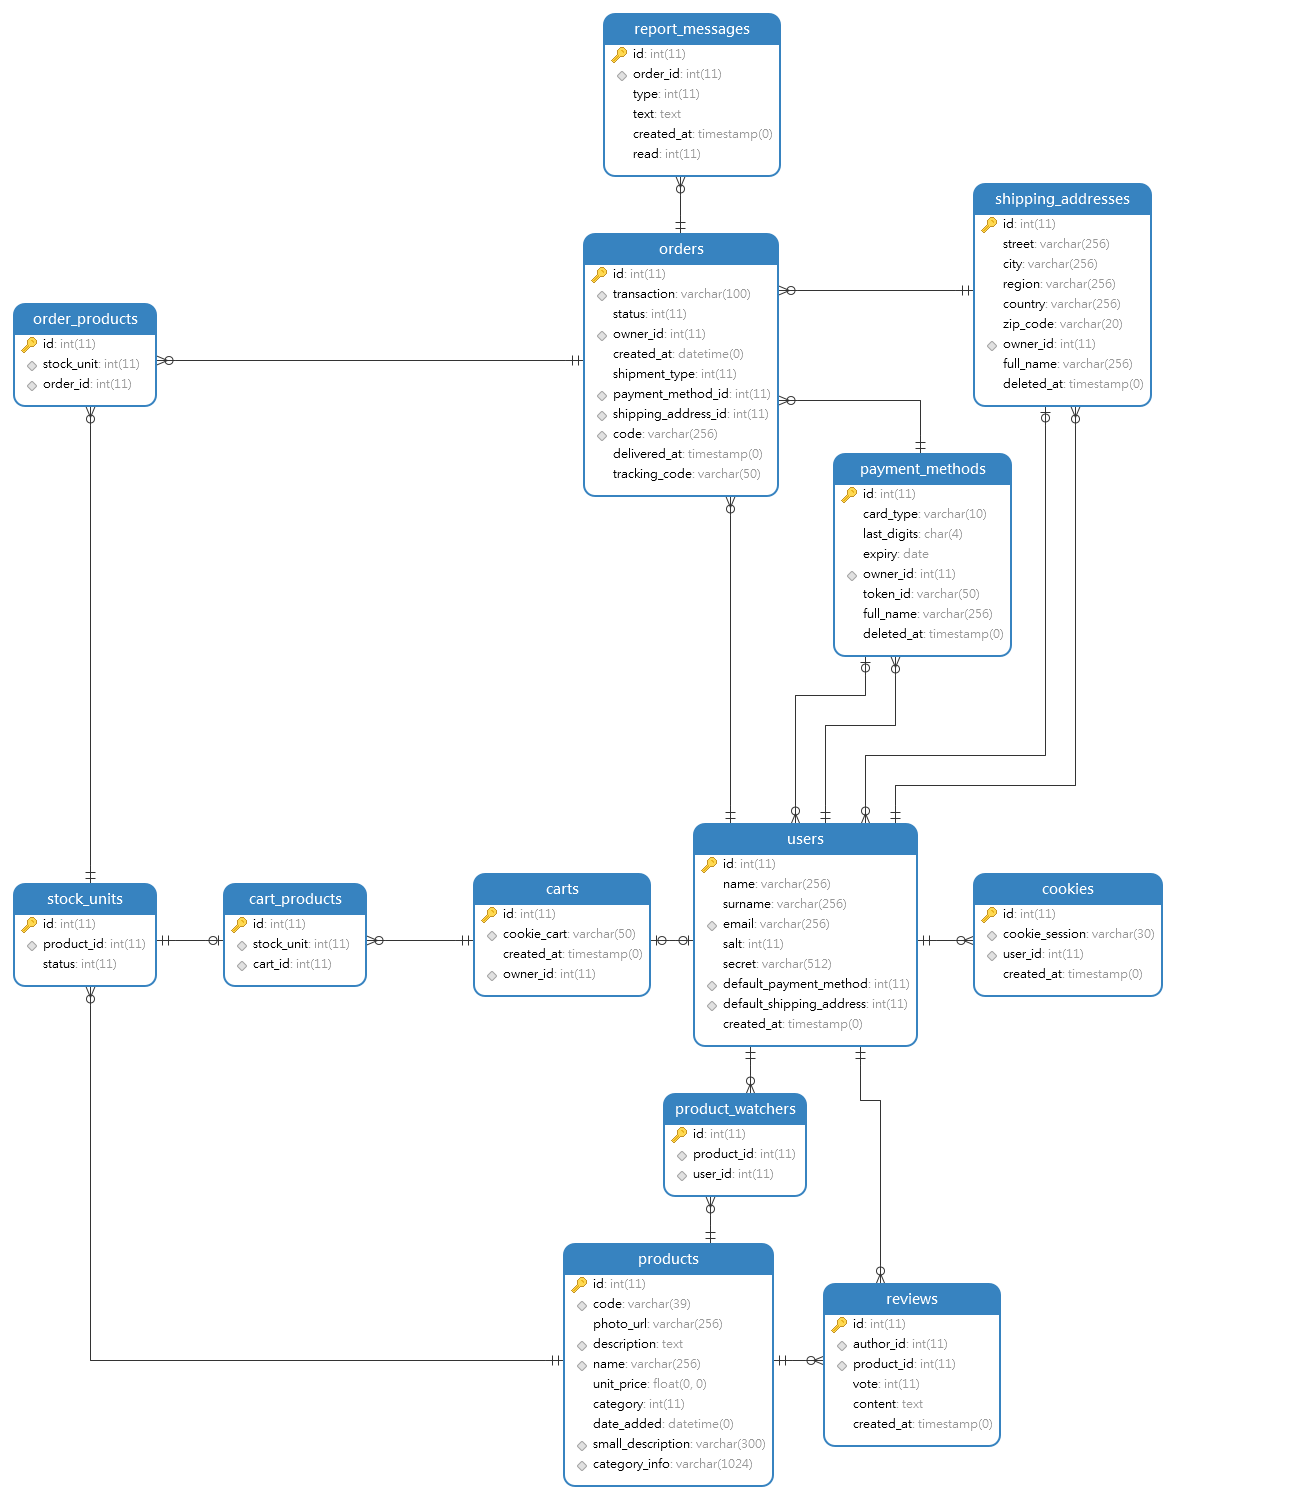 report_messages
id: int(11)
order_id: int(11)
type: int(11)
text: text
created_at: timestamp(0)
read: int(11)
shipping_addresses
id: int(11)
street: varchar(256)
city: varchar(256)
region: varchar(256)
country: varchar(256)
zip_code: varchar(20)
owner_id: int(11)
full_name: varchar(256)
deleted_at: timestamp(0)
orders
id: int(11)
transaction: varchar(100)
status: int(11)
owner_id: int(11)
created_at: datetime(0)
shipment_type: int(11)
payment_method_id: int(11)
shipping_address_id: int(11)
code: varchar(256)
delivered_at: timestamp(0)
tracking_code: varchar(50)
order_products
id: int(11)
stock_unit: int(11)
order_id: int(11)
payment_methods
id: int(11)
card_type: varchar(10)
last_digits: char(4)
expiry: date
owner_id: int(11)
token_id: varchar(50)
full_name: varchar(256)
deleted_at: timestamp(0)
stock_units
id: int(11)
product_id: int(11)
status: int(11)
cart_products
id: int(11)
stock_unit: int(11)
cart_id: int(11)
carts
id: int(11)
cookie_cart: varchar(50)
created_at: timestamp(0)
owner_id: int(11)
users
id: int(11)
name: varchar(256)
surname: varchar(256)
email: varchar(256)
salt: int(11)
secret: varchar(512)
default_payment_method: int(11)
default_shipping_address: int(11)
created_at: timestamp(0)
cookies
id: int(11)
cookie_session: varchar(30)
user_id: int(11)
created_at: timestamp(0)
product_watchers
id: int(11)
product_id: int(11)
user_id: int(11)
products
id: int(11)
code: varchar(39)
photo_url: varchar(256)
description: text
name: varchar(256)
unit_price: float(0, 0)
category: int(11)
date_added: datetime(0)
small_description: varchar(300)
category_info: varchar(1024)
reviews
id: int(11)
author_id: int(11)
product_id: int(11)
vote: int(11)
content: text
created_at: timestamp(0)